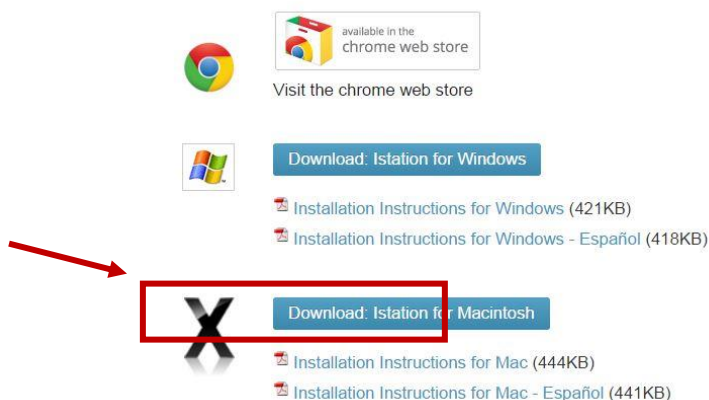 available in the
chrome web store
Visit the chrome web store
Download: Istation for Windows
Installation Instructions for Windows (421KB)
Installation Instructions for Windows - Español (418KB)
Download: Istation for Macintosh
Installation Instructions for Mac (444KB)
Installation Instructions for Mac - Español (441KB)